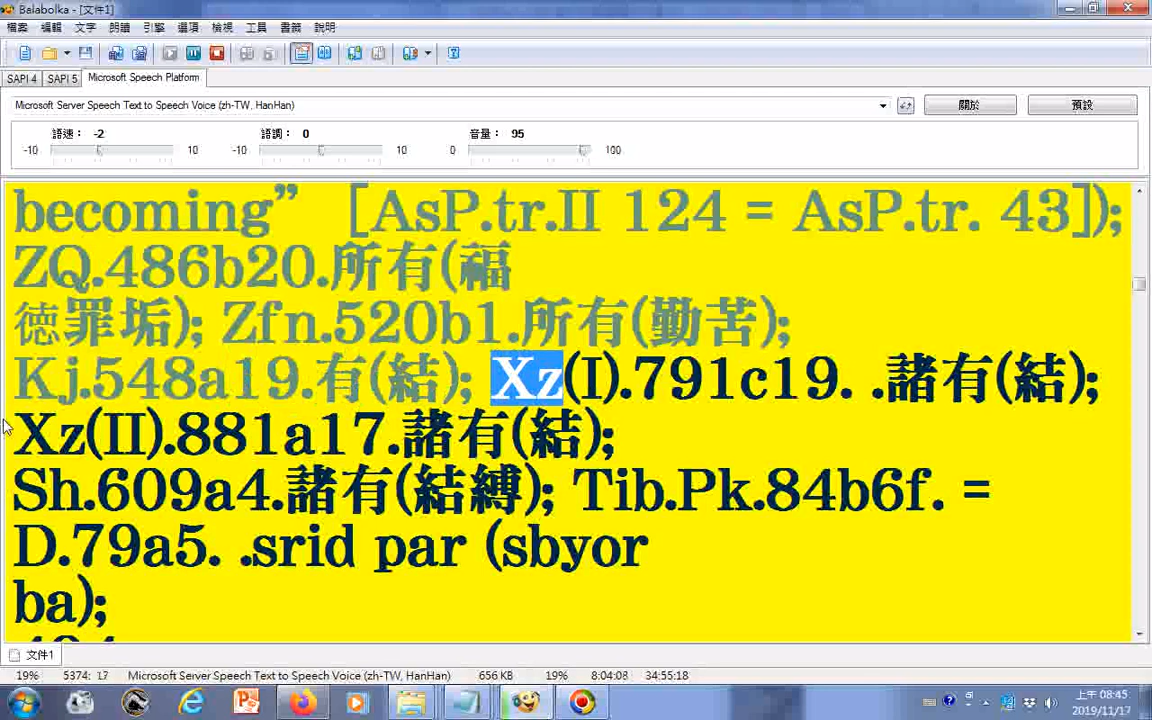 Balabolka - [文件1]
檔案 編輯 文字 朗讀 引擎 選項 檢視 工具 書籤 說明
SAPI 4 SAPI 5 Microsoft Speech Platform
Microsoft Server Speech Text to Speech Voice (zh-TW, HanHan) 關於 預設
語速： -2 語調： 0 音量： 95
-10 10 -10 10 0 100
becoming” [AsP.tr.II 124 = AsP.tr. 43]);
ZQ.486b20.所有(福
徳罪垢); Zfn.520b1.所有(勤苦);
Kj.548a19.有(結); Xz(I).791c19. .諸有(結);
Xz(II).881a17.諸有(結);
Sh.609a4.諸有(結縛); Tib.Pk.84b6f. =
D.79a5. .srid par (sbyor
ba);
文件1
19% 5374: 17 Microsoft Server Speech Text to Speech Voice (zh-TW, HanHan) 656 KB 19% 8:04:08 34:55:18
上午 08:45
2019/11/17